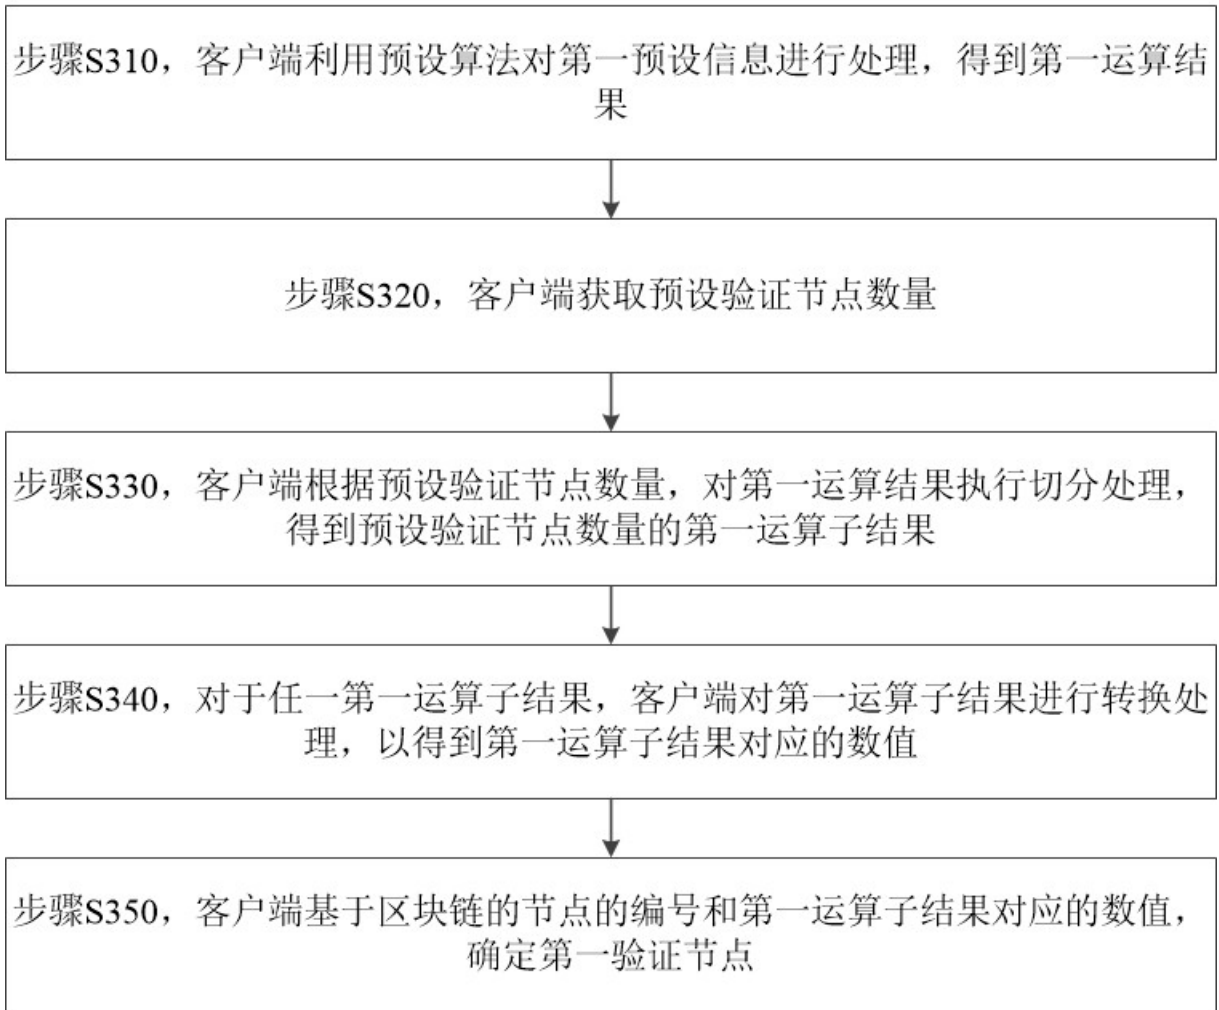 步骤S310，客户端利用预设算法对第一预设信息进行处理，得到第一运算结
果
步骤S320，客户端获取预设验证节点数量
步骤S330，客户端根据预设验证节点数量，对第一运算结果执行切分处理，
得到预设验证节点数量的第一运算子结果
步骤S340，对于任一第一运算子结果，客户端对第一运算子结果进行转换处
理，以得到第一运算子结果对应的数值
步骤S350，客户端基于区块链的节点的编号和第一运算子结果对应的数值，
确定第一验证节点